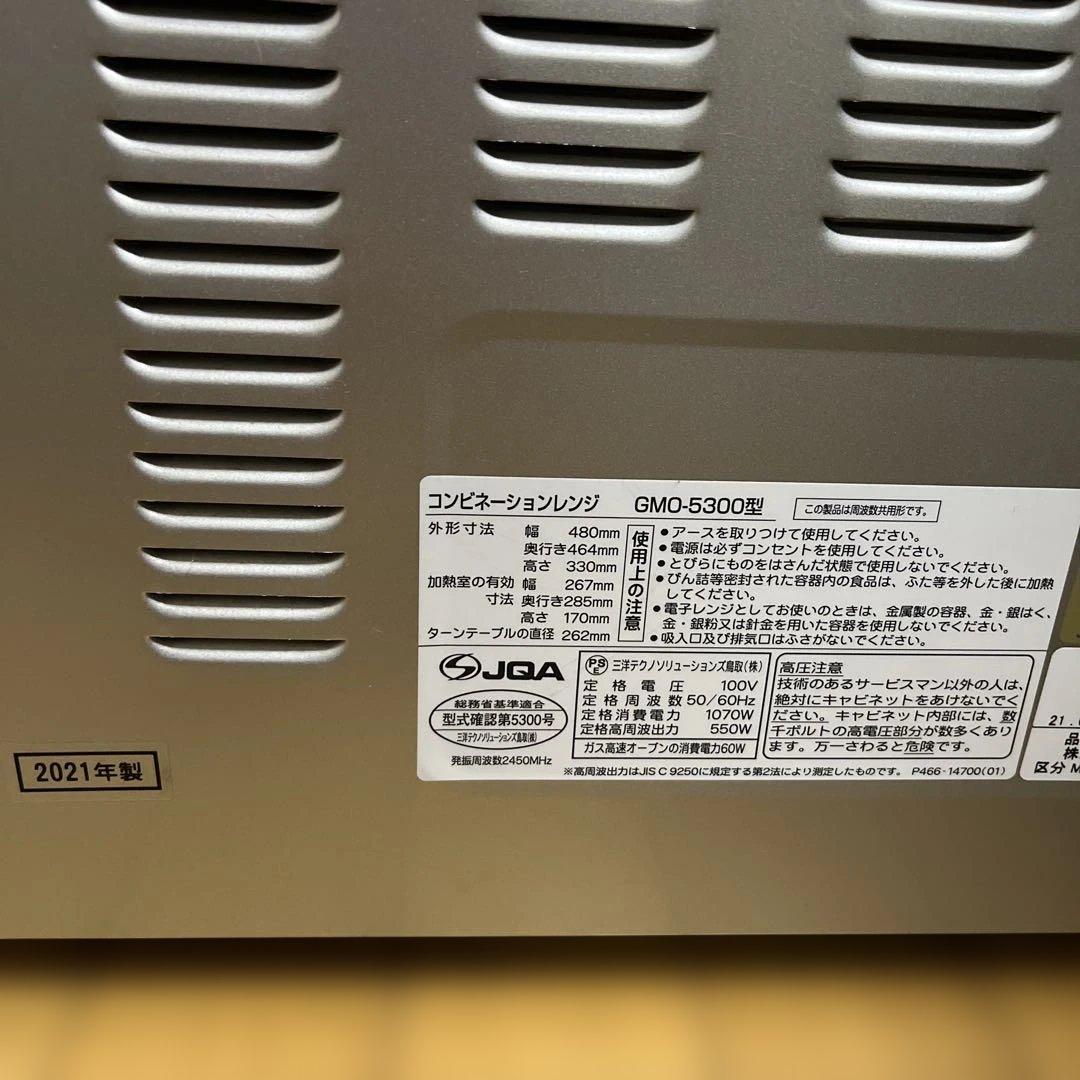 コンビネーションレンジ GMO-5300型
この製品は周波数共用形です。
外形寸法 幅 480mm
奥行き464mm
高さ 330mm
加熱室の有効 幅 267mm
寸法 奥行き285mm
高さ 170mm
ターンテーブルの直径 262mm
使用上の注意
●アースを取りつけて使用してください。
●電源は必ずコンセントを使用してください。
●とびらにものをはさんだ状態で使用しないでください。
●びん詰等密封された容器内の食品は、ふた等を外した後に加熱
してください。
●電子レンジとしてお使いのときは、金属製の容器、金・銀はく、
金・銀粉又は針金を用いた容器を使用しないでください。
●吸入口及び排気口はふさがないでください。
JQA
総務省基準適合
型式確認第5300号
三洋テクノソリューションズ鳥取(株)
発振周波数2450MHz
PSE 三洋テクノソリューションズ鳥取(株)
定格電圧 100V
定格周波数 50/60Hz
定格消費電力 1070W
定格高周波出力 550W
ガス高速オーブンの消費電力60W
高圧注意
技術のあるサービスマン以外の人は、
絶対にキャビネットをあけないでく
ださい。キャビネット内部には、数
千ボルトの高電圧部分が数多くあり
ます。万一さわると危険です。
※高周波出力はJIS C 9250に規定する第2法により測定したものです。 P466-14700(01)
2021年製
21.
品
株
区分 M